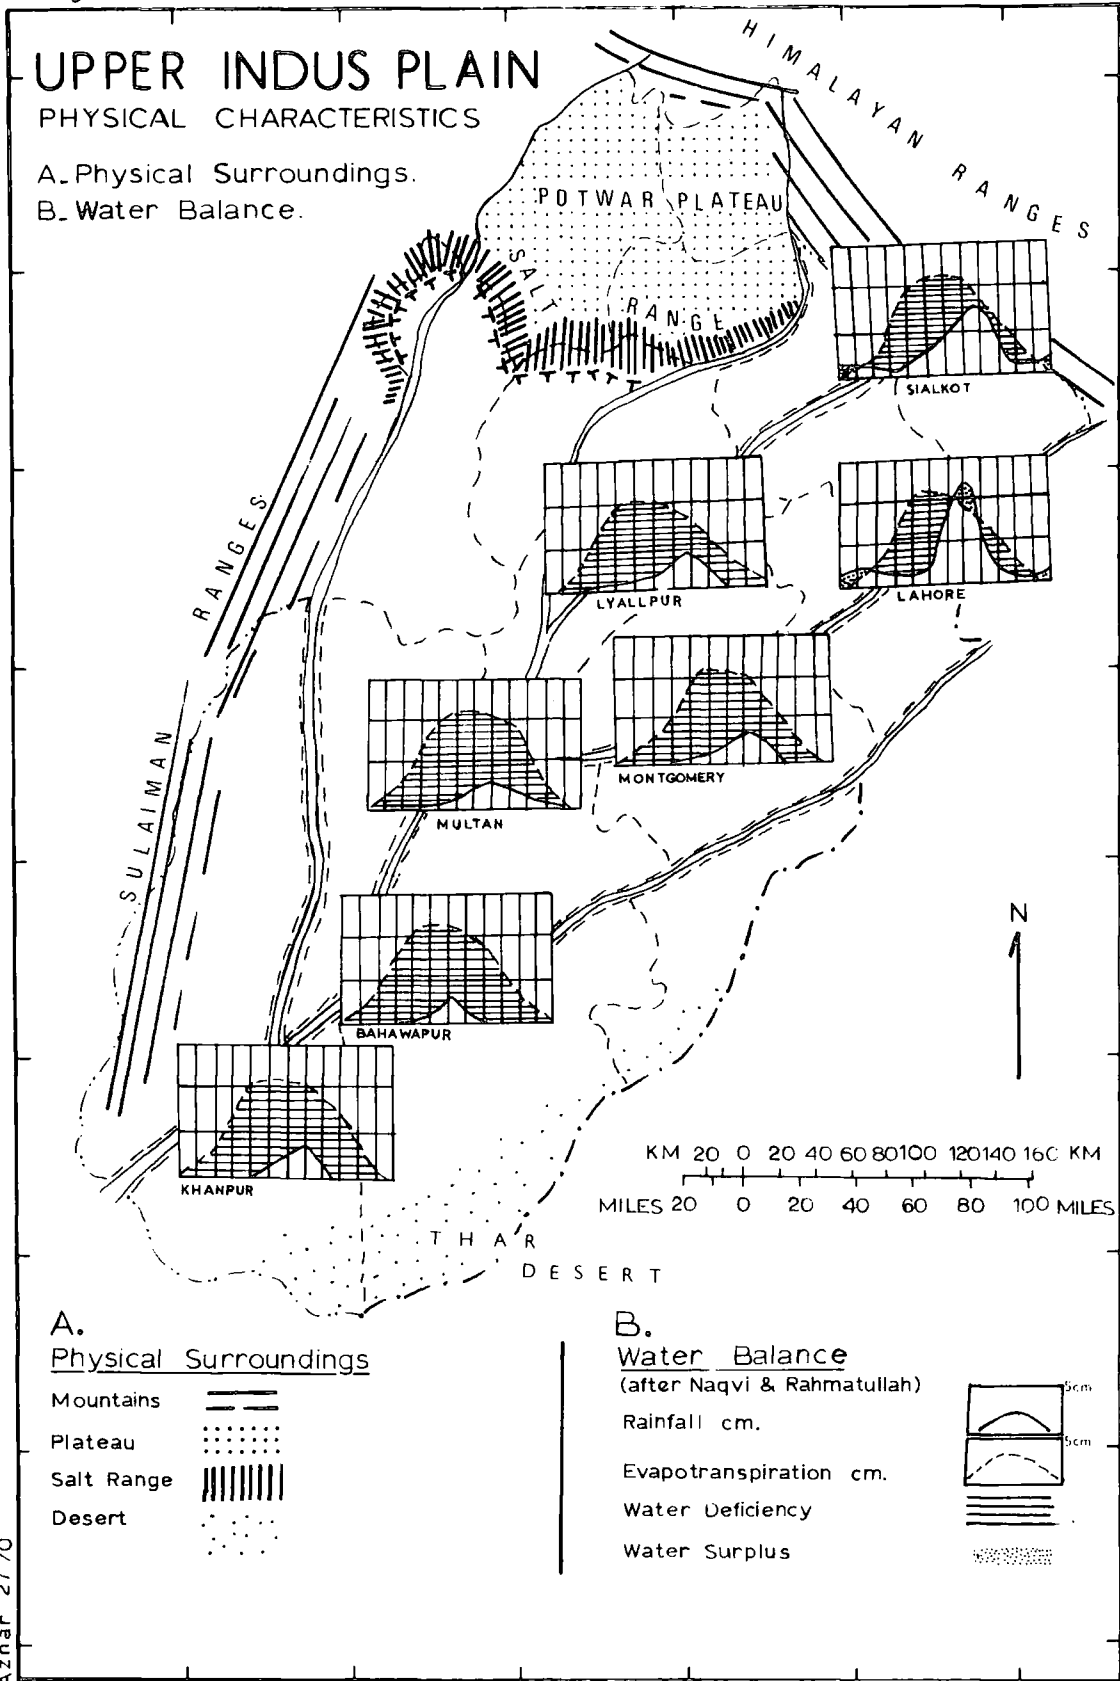 UPPER INDUS PLAIN
PHYSICAL CHARACTERISTICS
A_Physical Surroundings.
B_Water Balance.
HIMALAYAN RANGES
POTWAR PLATEAU
SALT RANGE
SIALKOT
LYALLPUR
LAHORE
SULAIMAN RANGES
MONTGOMERY
MULTAN
BAHAWAPUR
KHANPUR
N
KM 20 0 20 40 60 80 100 120 140 160 KM
MILES 20 0 20 40 60 80 100 MILES
THAR
DESERT
A.
Physical Surroundings
Mountains
Plateau
Salt Range
Desert
B.
Water Balance
(after Naqvi & Rahmatullah)
5cm
Rainfall cm.
5cm
Evapotranspiration cm.
Water Deficiency
Water Surplus